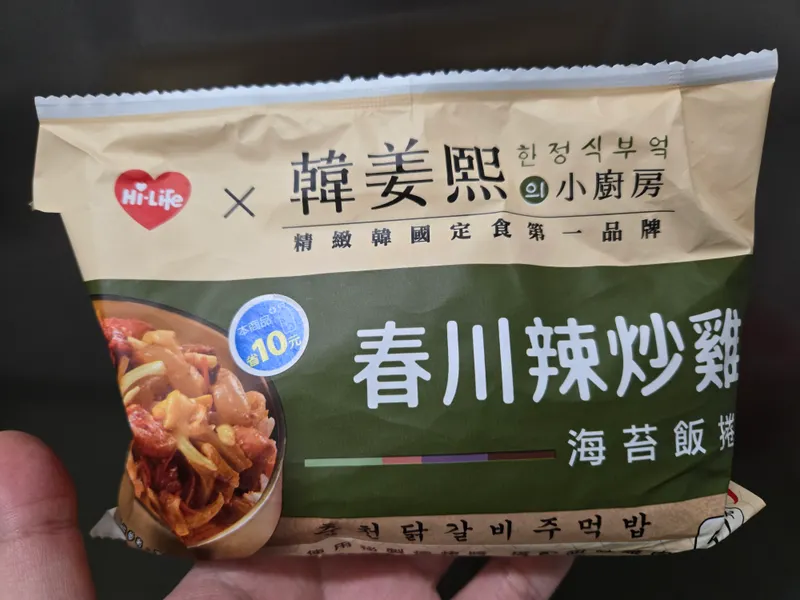 Hi-Life × 韓姜熙 한정식부엌
의小廚房
精緻韓國定食第一品牌
本商品
省10元
春川辣炒雞
海苔飯捲
춘천닭갈비주먹밥